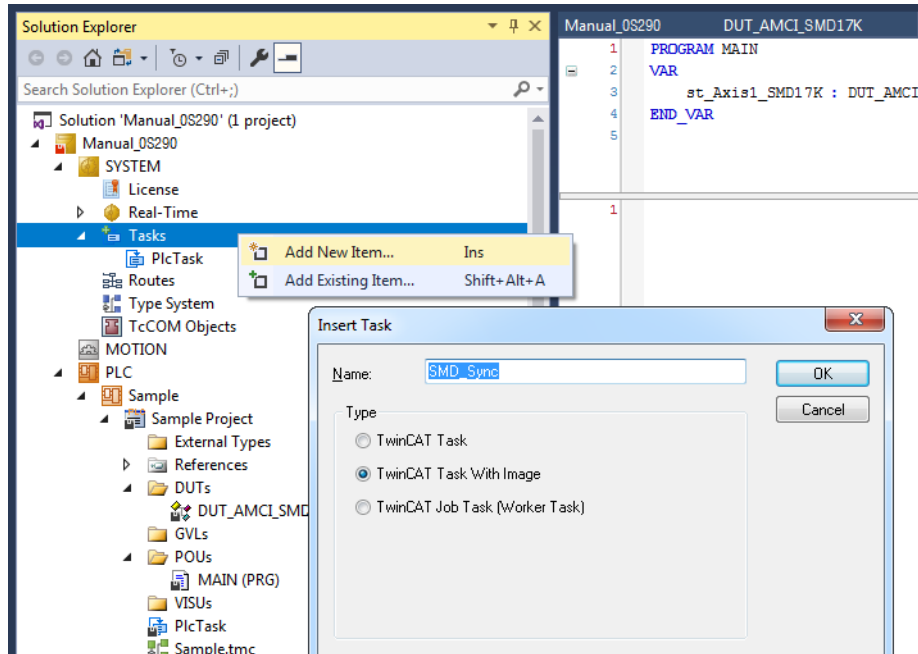 Solution Explorer
Search Solution Explorer (Ctrl+;)
Solution 'Manual_0S290' (1 project)
Manual_0S290
SYSTEM
License
Real-Time
Tasks
PlcTask
Routes
Type System
TcCOM Objects
MOTION
PLC
Sample
Sample Project
External Types
References
DUTs
DUT_AMCI_SMD
GVLs
POUs
MAIN (PRG)
VISUs
PlcTask
Sample.tmc
Add New Item... Ins
Add Existing Item... Shift+Alt+A
Manual_0S290 DUT_AMCI_SMD17K
1 PROGRAM MAIN
2 VAR
3 st_Axis1_SMD17K : DUT_AMCI
4 END_VAR
5
1
Insert Task
Name: SMD_Sync
OK
Cancel
Type
TwinCAT Task
TwinCAT Task With Image
TwinCAT Job Task (Worker Task)